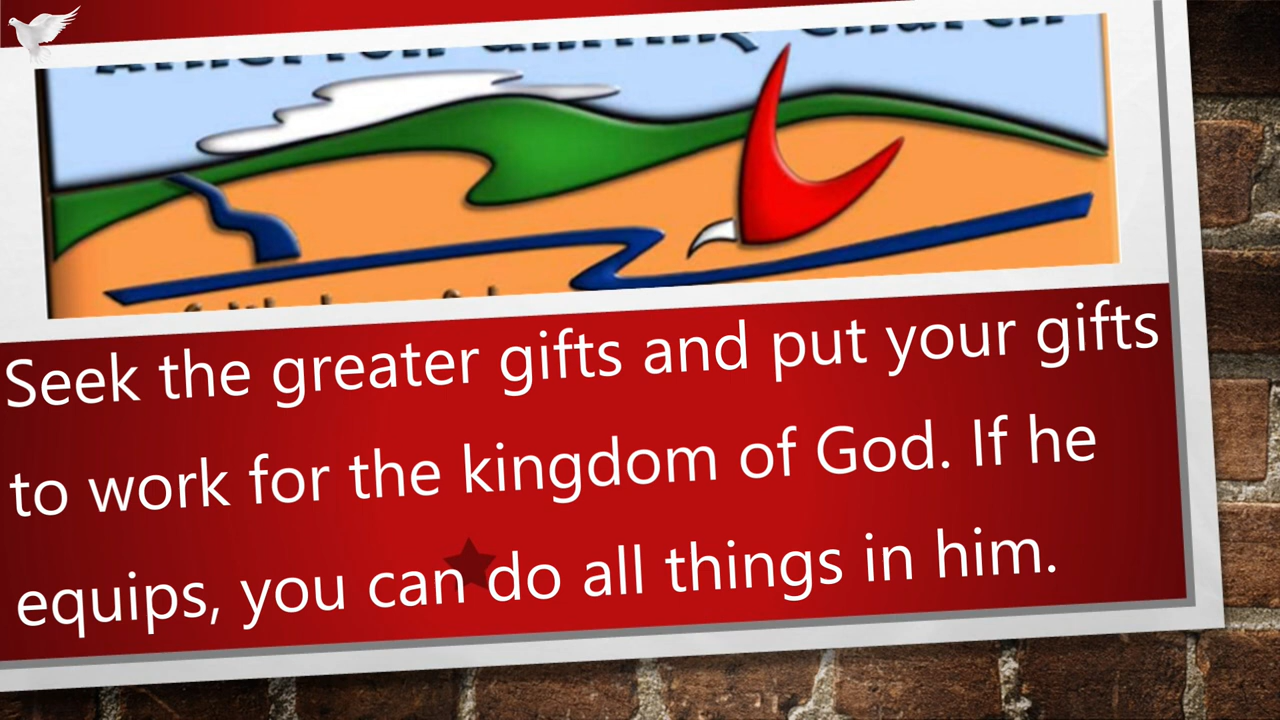 Church
Seek the greater gifts and put your gifts
to work for the kingdom of God. If he
equips, you can do all things in him.